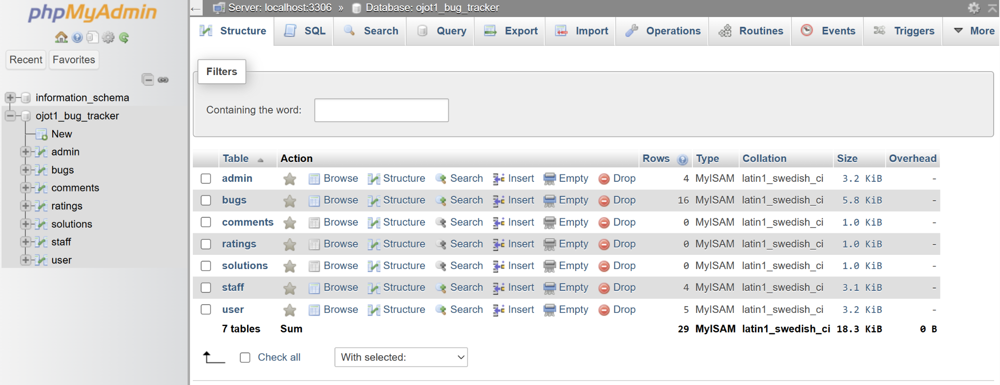 phpMyAdmin
Recent Favorites
information_schema
ojot1_bug_tracker
New
admin
bugs
comments
ratings
solutions
staff
user
Server: localhost:3306 » Database: ojot1_bug_tracker
Structure SQL Search Query Export Import Operations Routines Events Triggers More
Filters
Containing the word:
Table Action Rows Type Collation Size Overhead
admin Browse Structure Search Insert Empty Drop 4 MyISAM latin1_swedish_ci 3.2 KiB -
bugs Browse Structure Search Insert Empty Drop 16 MyISAM latin1_swedish_ci 5.8 KiB -
comments Browse Structure Search Insert Empty Drop 0 MyISAM latin1_swedish_ci 1.0 KiB -
ratings Browse Structure Search Insert Empty Drop 0 MyISAM latin1_swedish_ci 1.0 KiB -
solutions Browse Structure Search Insert Empty Drop 0 MyISAM latin1_swedish_ci 1.0 KiB -
staff Browse Structure Search Insert Empty Drop 4 MyISAM latin1_swedish_ci 3.1 KiB -
user Browse Structure Search Insert Empty Drop 5 MyISAM latin1_swedish_ci 3.2 KiB -
7 tables Sum 29 MyISAM latin1_swedish_ci 18.3 KiB 0 B
Check all With selected: